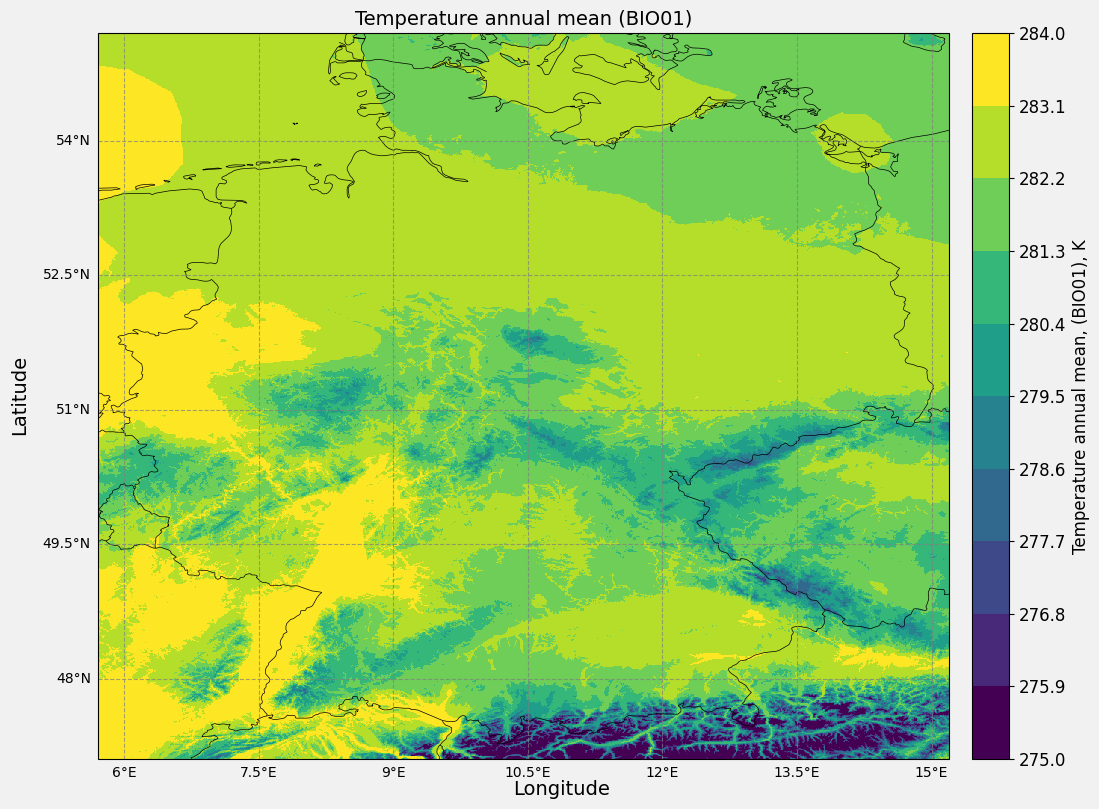 Temperature annual mean (BIO01)
54°N
52.5°N
51°N
49.5°N
48°N
Latitude
6°E
7.5°E
9°E
10.5°E
12°E
13.5°E
15°E
Longitude
284.0
283.1
282.2
281.3
280.4
279.5
278.6
277.7
276.8
275.9
275.0
Temperature annual mean, (BIO01), K